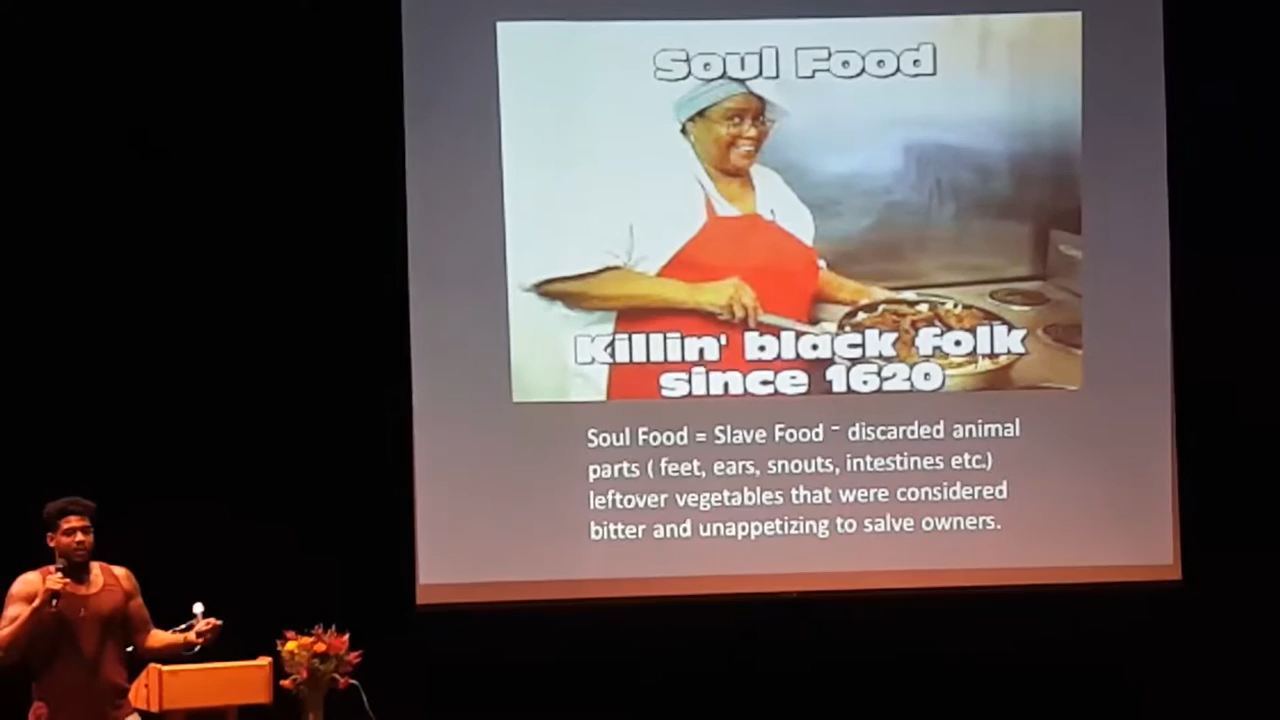 Soul Food
Killin' black folk
since 1620
Soul Food = Slave Food - discarded animal
parts ( feet, ears, snouts, intestines etc.)
leftover vegetables that were considered
bitter and unappetizing to salve owners.